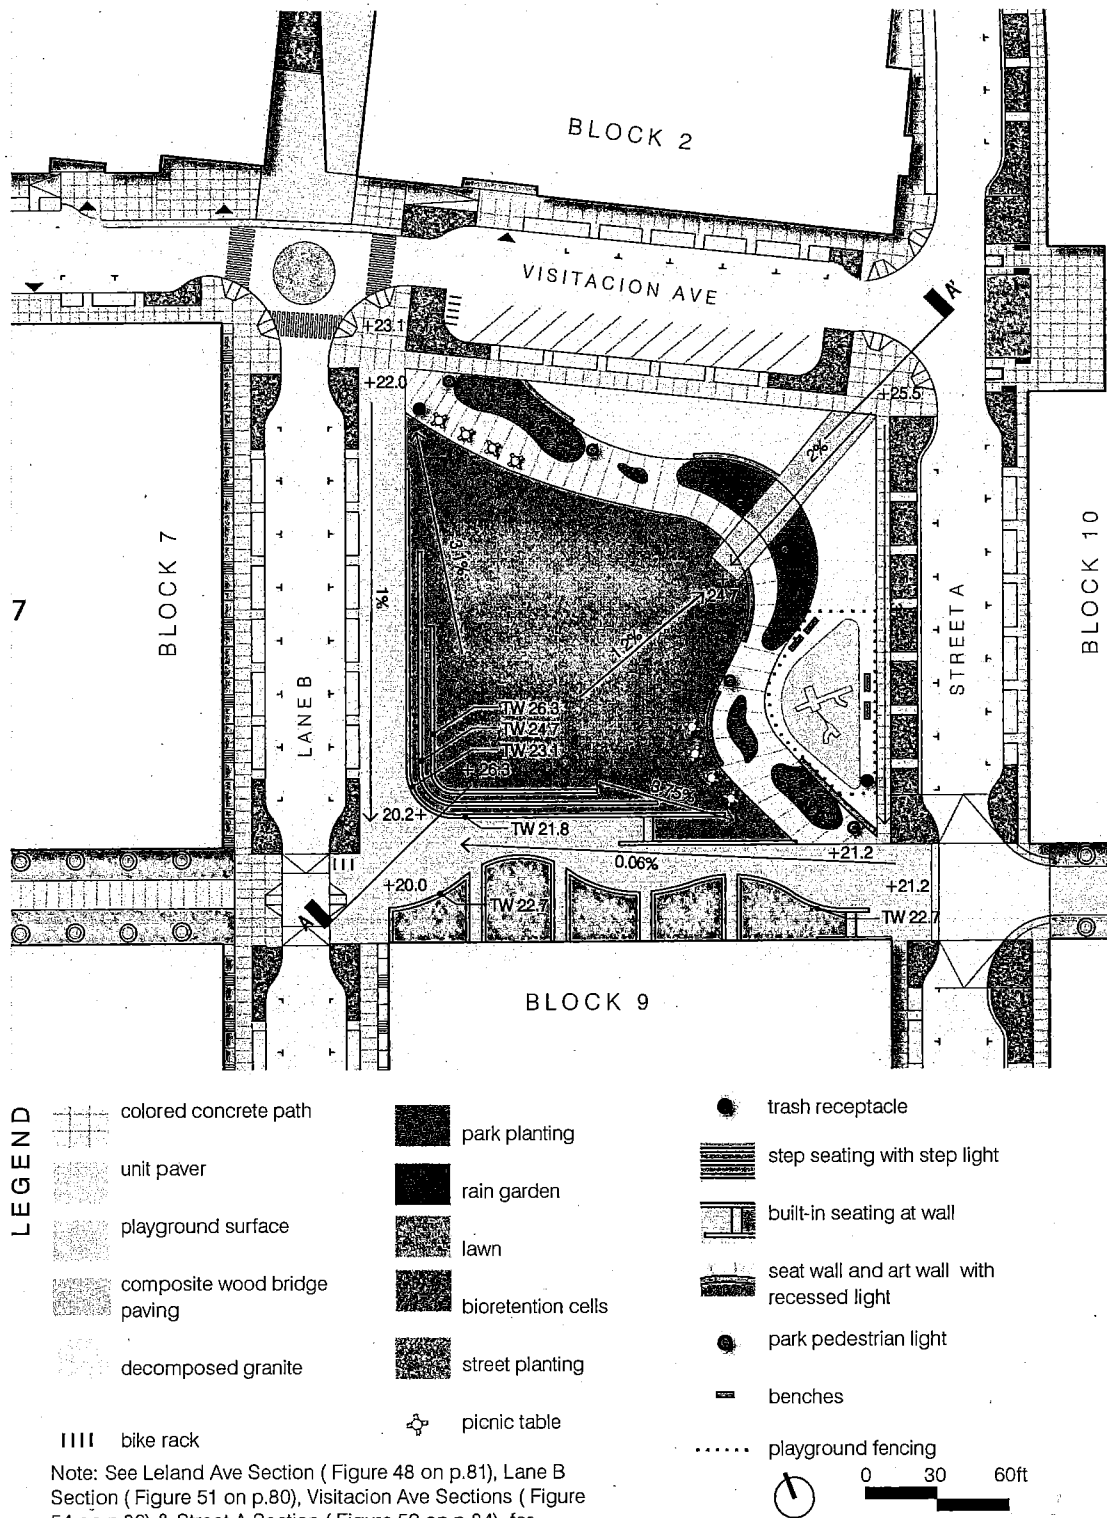 BLOCK 2
VISITACION AVE
A'
+23.1
+22.0
+25.5
2%
BLOCK 7
7
1%
3.1%
24.7
1.2%
STREET A
BLOCK 10
LANE B
TW 26.3
TW 24.7
TW 23.1
+ 26.3
8.75%
20.2+
TW 21.8
0.06%
+21.2
+20.0
+21.2
TW 22.7
TW 22.7
A
BLOCK 9
LEGEND
colored concrete path
unit paver
playground surface
composite wood bridge
paving
decomposed granite
bike rack
park planting
rain garden
lawn
bioretention cells
street planting
picnic table
trash receptacle
step seating with step light
built-in seating at wall
seat wall and art wall with
recessed light
park pedestrian light
benches
playground fencing
0 30 60ft
Note: See Leland Ave Section ( Figure 48 on p.81), Lane B
Section ( Figure 51 on p.80), Visitacion Ave Sections ( Figure